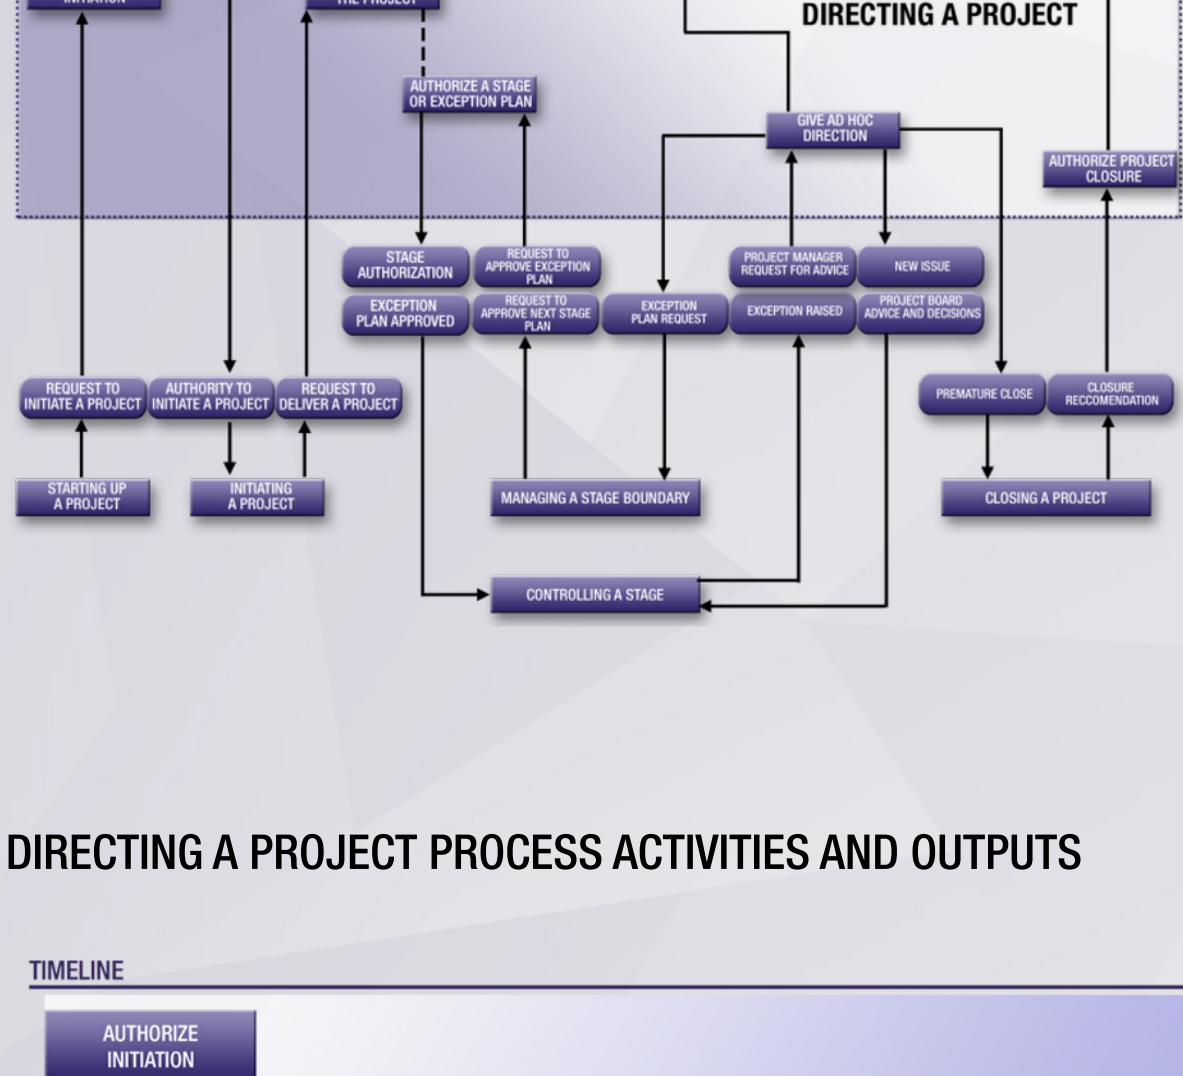 INITIATION
THE PROJECT
DIRECTING A PROJECT
AUTHORIZE A STAGE
OR EXCEPTION PLAN
GIVE AD HOC
DIRECTION
AUTHORIZE PROJECT
CLOSURE
STAGE
AUTHORIZATION
REQUEST TO
APPROVE EXCEPTION
PLAN
PROJECT MANAGER
REQUEST FOR ADVICE
NEW ISSUE
EXCEPTION
PLAN APPROVED
REQUEST TO
APPROVE NEXT STAGE
PLAN
EXCEPTION
PLAN REQUEST
EXCEPTION RAISED
PROJECT BOARD
ADVICE AND DECISIONS
REQUEST TO
INITIATE A PROJECT
AUTHORITY TO
INITIATE A PROJECT
REQUEST TO
DELIVER A PROJECT
PREMATURE CLOSE
CLOSURE
RECCOMENDATION
STARTING UP
A PROJECT
INITIATING
A PROJECT
MANAGING A STAGE BOUNDARY
CLOSING A PROJECT
CONTROLLING A STAGE
DIRECTING A PROJECT PROCESS ACTIVITIES AND OUTPUTS
TIMELINE
AUTHORIZE
INITIATION